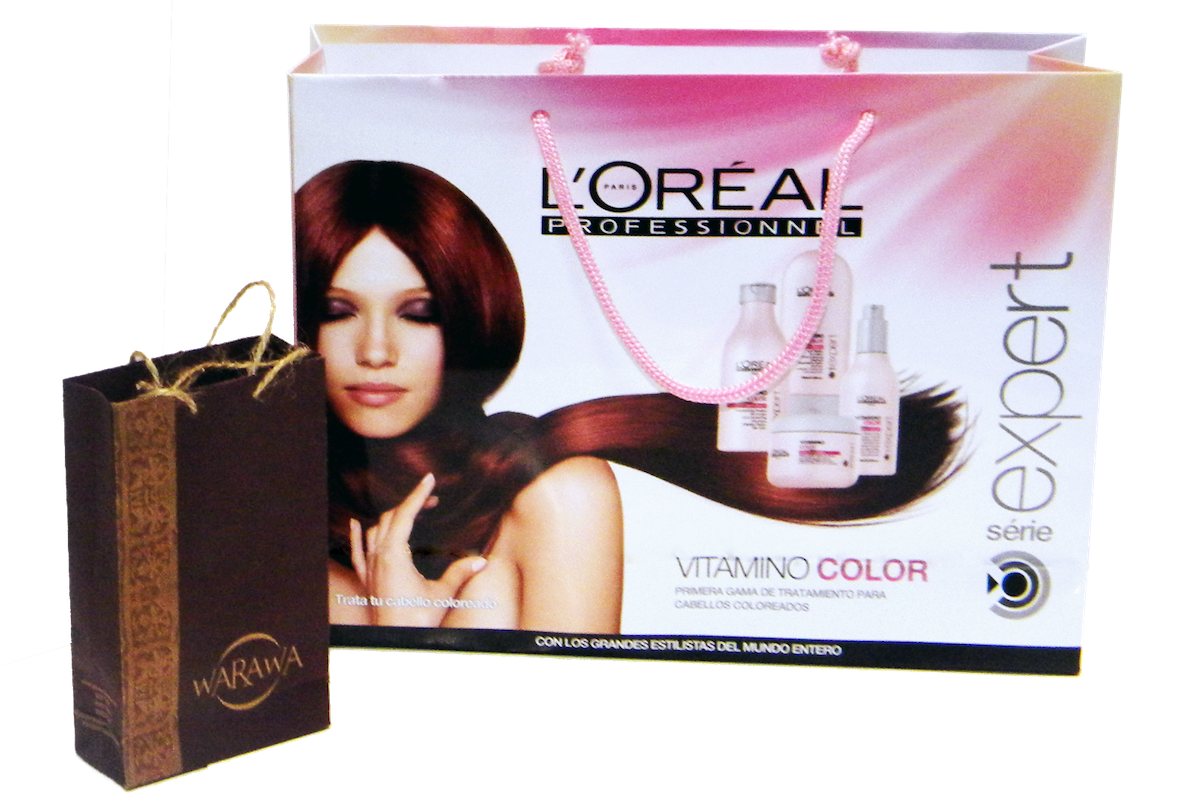 L'ORÉAL
PARIS
PROFESSIONNEL
série expert
VITAMINO COLOR
PRIMERA GAMA DE TRATAMIENTO PARA
CABELLOS COLOREADOS
Trata tu cabello coloreado
CON LOS GRANDES ESTILISTAS DEL MUNDO ENTERO
WARAWA